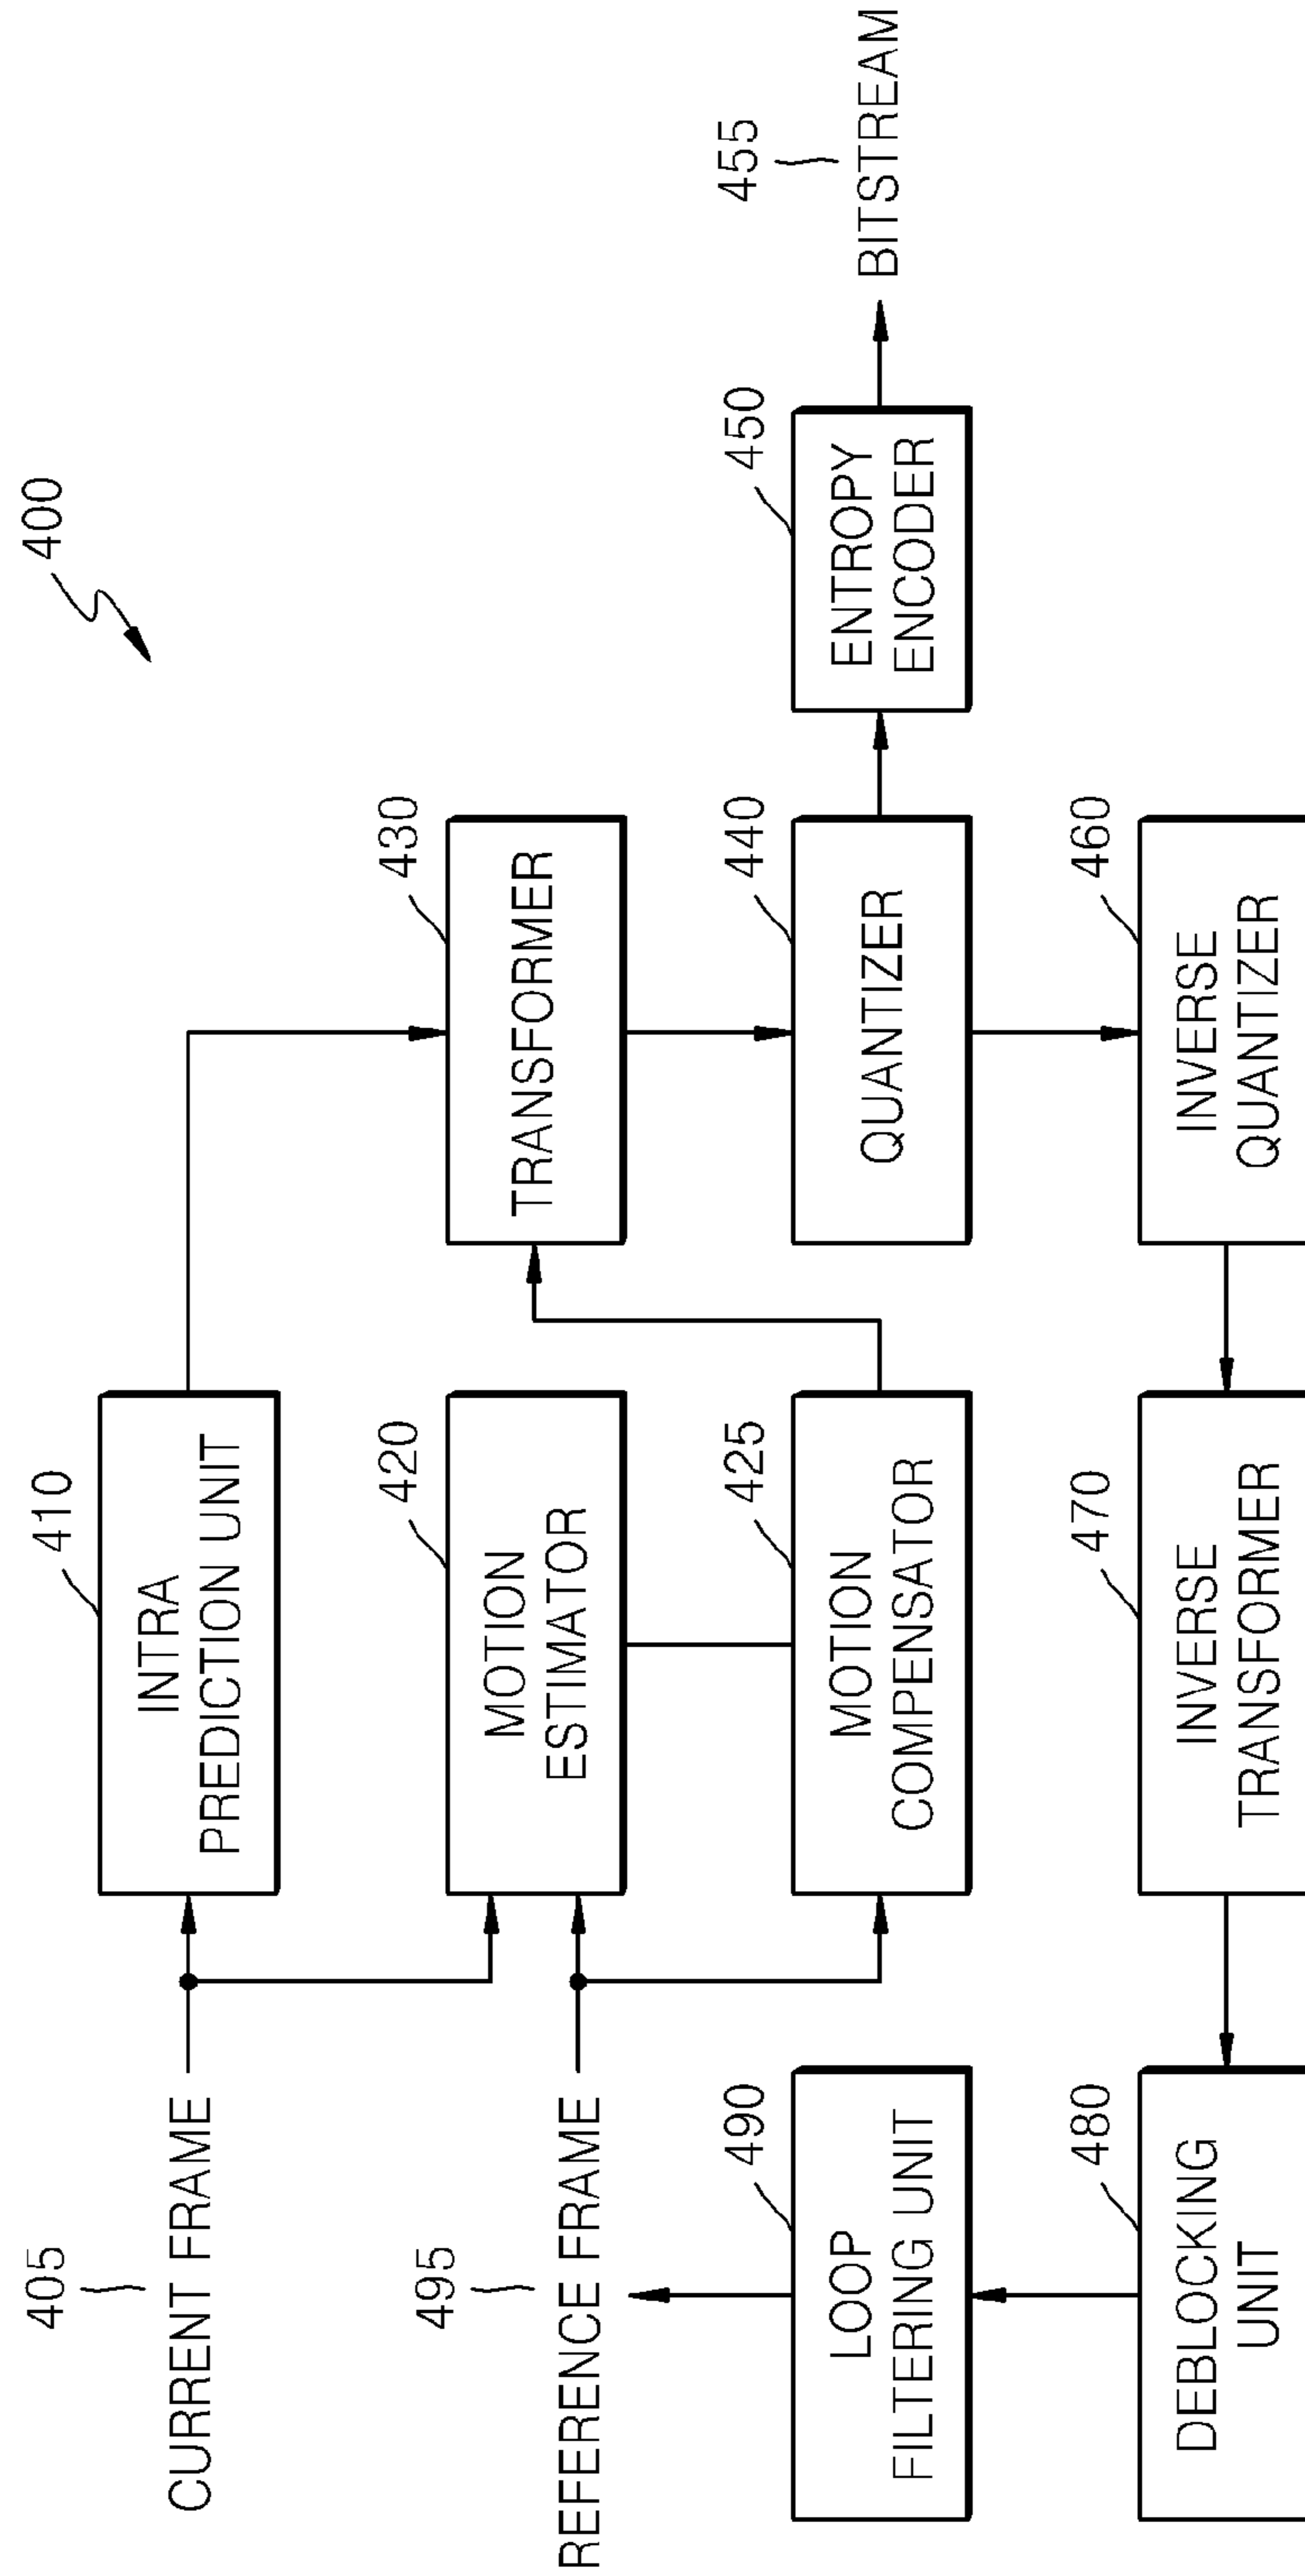 400
405
CURRENT FRAME
410
INTRA
PREDICTION UNIT
495
REFERENCE FRAME
420
MOTION
ESTIMATOR
430
TRANSFORMER
490
LOOP
FILTERING UNIT
425
MOTION
COMPENSATOR
440
QUANTIZER
450
ENTROPY
ENCODER
455
BITSTREAM
480
DEBLOCKING
UNIT
470
INVERSE
TRANSFORMER
460
INVERSE
QUANTIZER